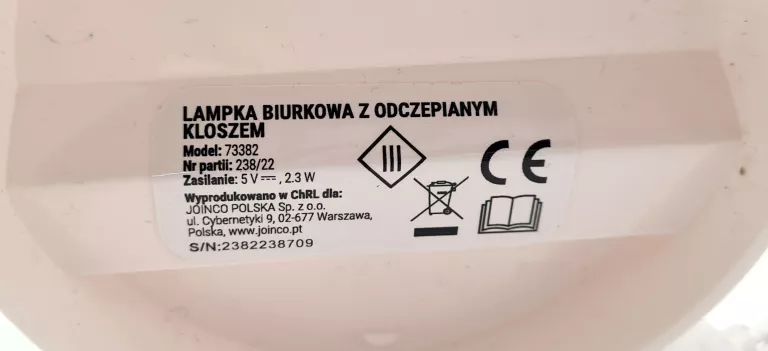 LAMPKA BIURKOWA Z ODCZEPIANYM
KLOSZEM
Model: 73382
Nr partii: 238/22
Zasilanie: 5 V⎓, 2.3 W
Wyprodukowano w ChRL dla:
JOINCO POLSKA Sp. z o.o.
ul. Cybernetyki 9, 02-677 Warszawa,
Polska, www.joinco.pt
S/N:2382238709
III
CE